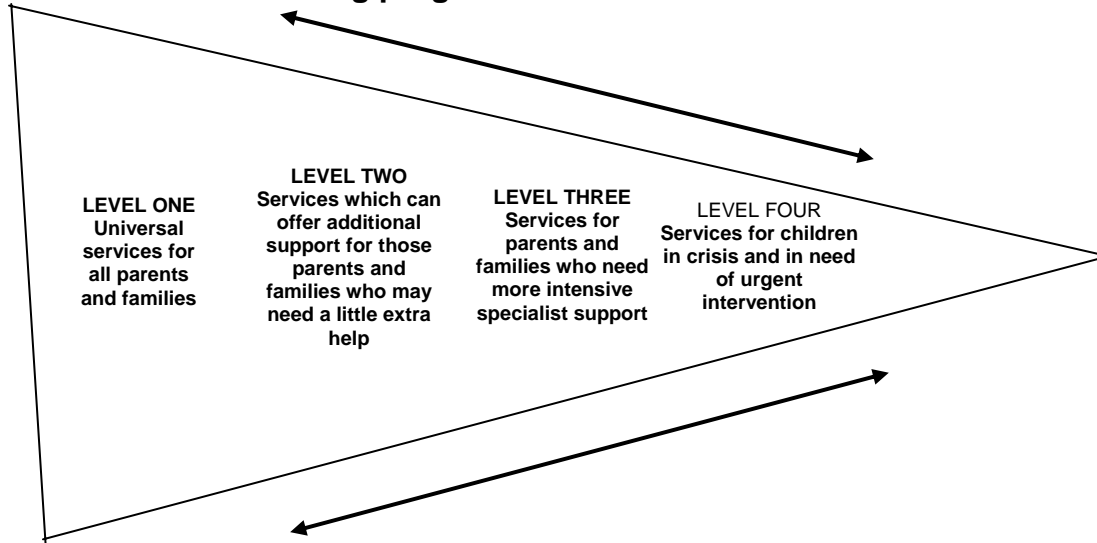 LEVEL ONE
Universal
services for
all parents
and families
LEVEL TWO
Services which can
offer additional
support for those
parents and
families who may
need a little extra
help
LEVEL THREE
Services for
parents and
families who need
more intensive
specialist support
LEVEL FOUR
Services for children
in crisis and in need
of urgent
intervention